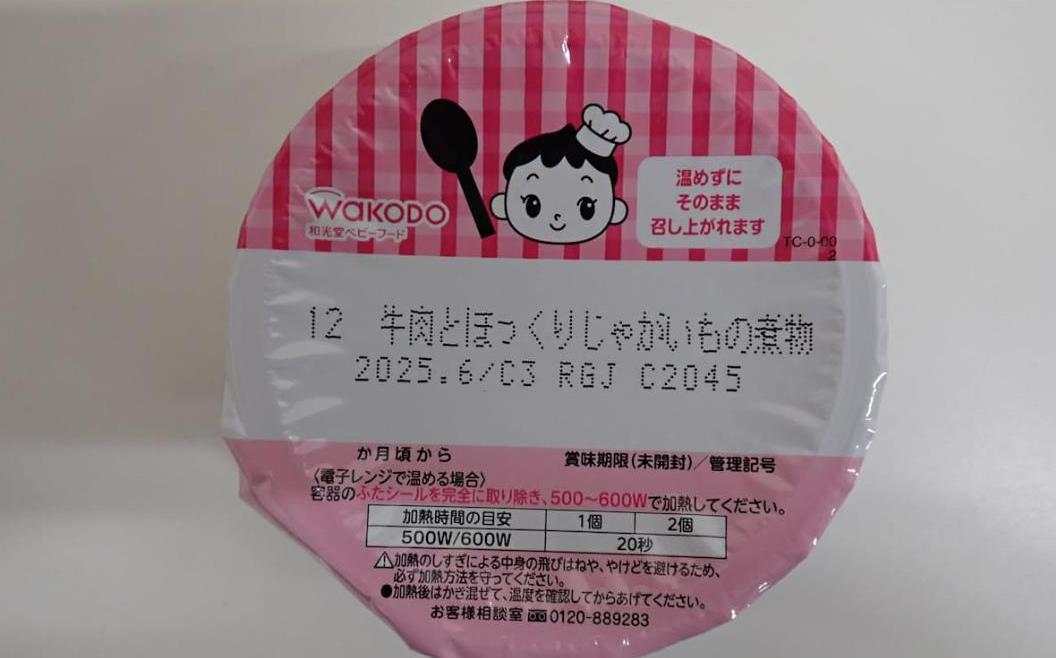 WAKODO
和光堂ベビーフード
温めずに
そのまま
召し上がれます
TC-0-00
2
12 牛肉とほっくりじゃがいもの煮物
2025.6/C3 RGJ C2045
か月頃から 賞味期限(未開封)/管理記号
〈電子レンジで温める場合〉
容器のふたシールを完全に取り除き、500~600Wで加熱してください。
加熱時間の目安 1個 2個
500W/600W 20秒
⚠加熱のしすぎによる中身の飛びはねや、やけどを避けるため、
必ず加熱方法を守ってください。
●加熱後はかき混ぜて、温度を確認してからあげてください。
お客様相談室 0120-889283